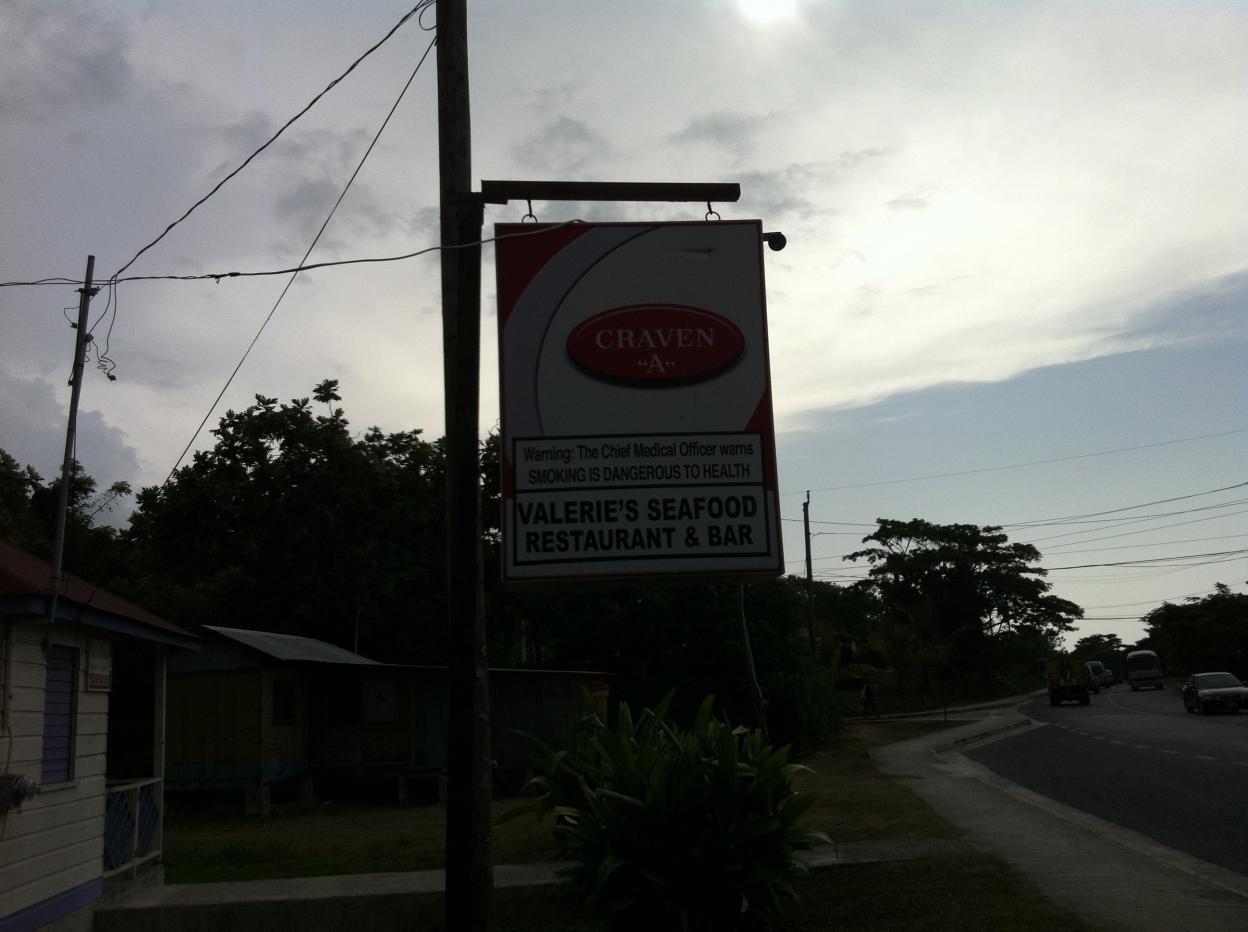 CRAVEN
"A"
Warning: The Chief Medical Officer warns
SMOKING IS DANGEROUS TO HEALTH
VALERIE'S SEAFOOD
RESTAURANT & BAR